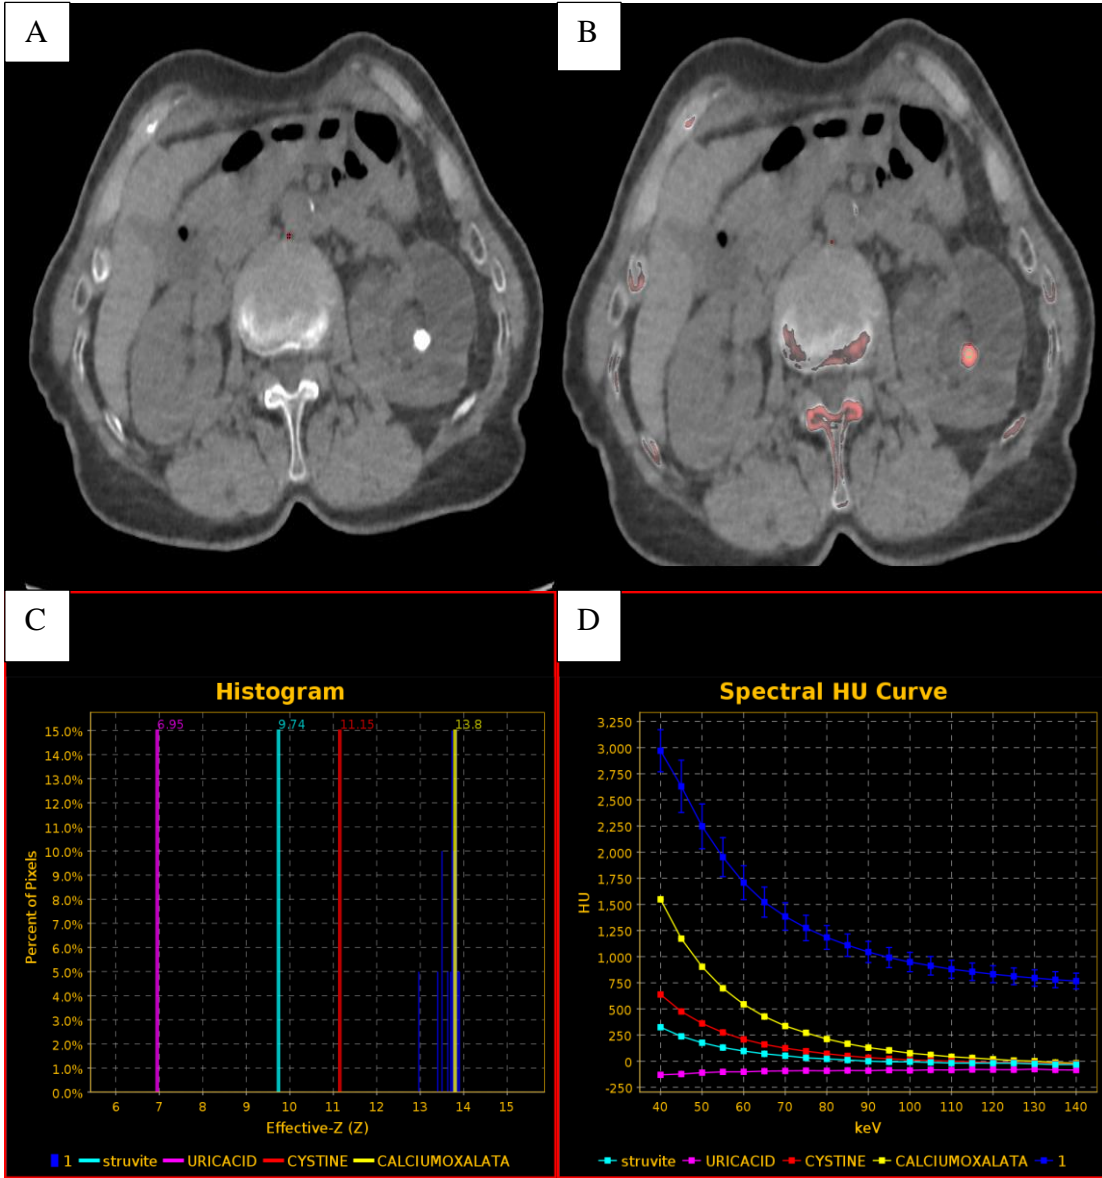 A
B
C
Histogram
6.95
9.74
11.15
13.8
15.0%
14.0%
13.0%
12.0%
11.0%
10.0%
9.0%
8.0%
7.0%
6.0%
5.0%
4.0%
3.0%
2.0%
1.0%
0.0%
Percent of Pixels
6 7 8 9 10 11 12 13 14 15
Effective-Z (Z)
1 struvite URICACID CYSTINE CALCIUMOXALATA
D
Spectral HU Curve
3,250
3,000
2,750
2,500
2,250
2,000
1,750
1,500
1,250
1,000
750
500
250
0
-250
HU
40 50 60 70 80 90 100 110 120 130 140
keV
struvite URICACID CYSTINE CALCIUMOXALATA 1